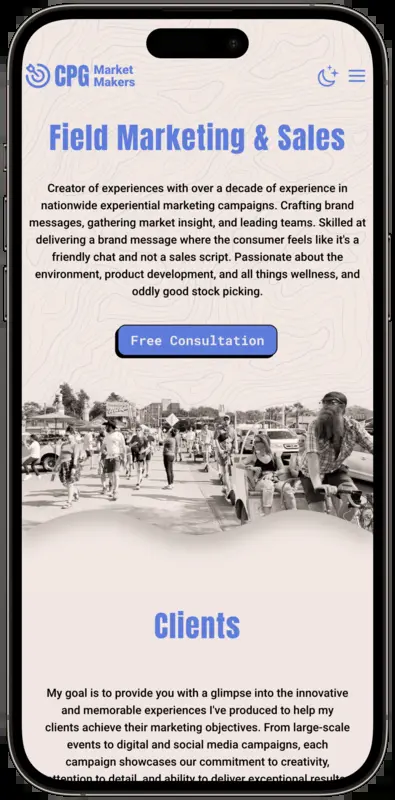 CPG Market
Makers
Field Marketing & Sales
Creator of experiences with over a decade of experience in
nationwide experiential marketing campaigns. Crafting brand
messages, gathering market insight, and leading teams. Skilled at
delivering a brand message where the consumer feels like it's a
friendly chat and not a sales script. Passionate about the
environment, product development, and all things wellness, and
oddly good stock picking.
Free Consultation
Clients
My goal is to provide you with a glimpse into the innovative
and memorable experiences I've produced to help my
clients achieve their marketing objectives. From large-scale
events to digital and social media campaigns, each
campaign showcases our commitment to creativity,
attention to detail, and ability to deliver exceptional results